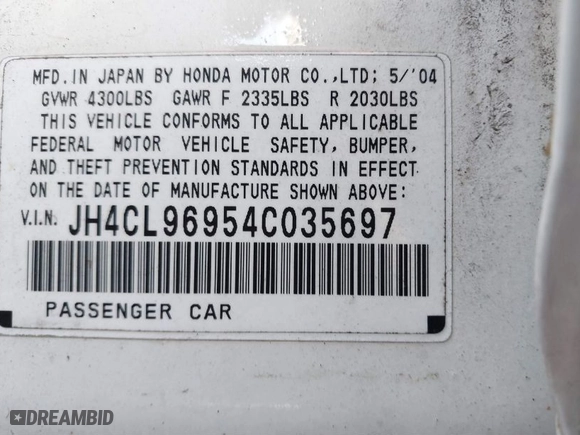 MFD. IN JAPAN BY HONDA MOTOR CO.,LTD; 5/'04
GVWR 4300LBS GAWR F 2335LBS R 2030LBS
THIS VEHICLE CONFORMS TO ALL APPLICABLE
FEDERAL MOTOR VEHICLE SAFETY, BUMPER,
AND THEFT PREVENTION STANDARDS IN EFFECT
ON THE DATE OF MANUFACTURE SHOWN ABOVE:
V.I.N. JH4CL96954C035697
PASSENGER CAR
DREAMBID